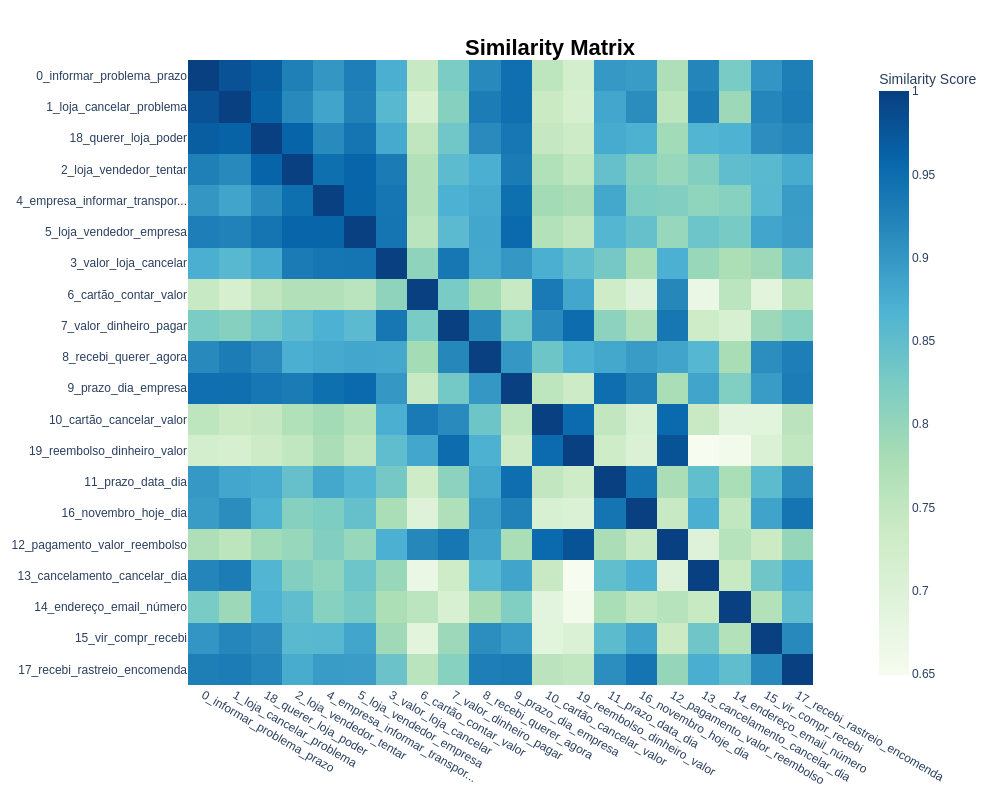 Similarity Matrix
Similarity Score
0_informar_problema_prazo
1_loja_cancelar_problema
18_querer_loja_poder
2_loja_vendedor_tentar
4_empresa_informar_transpor...
5_loja_vendedor_empresa
3_valor_loja_cancelar
6_cartão_contar_valor
7_valor_dinheiro_pagar
8_recebi_querer_agora
9_prazo_dia_empresa
10_cartão_cancelar_valor
19_reembolso_dinheiro_valor
11_prazo_data_dia
16_novembro_hoje_dia
12_pagamento_valor_reembolso
13_cancelamento_cancelar_dia
14_endereço_email_número
15_vir_compr_recebi
17_recebi_rastreio_encomenda
1
0.95
0.9
0.85
0.8
0.75
0.7
0.65
0_informar_problema_prazo
1_loja_cancelar_problema
18_querer_loja_poder
2_loja_vendedor_tentar
4_empresa_informar_transpor...
5_loja_vendedor_empresa
3_valor_loja_cancelar
6_cartão_contar_valor
7_valor_dinheiro_pagar
8_recebi_querer_agora
9_prazo_dia_empresa
10_cartão_cancelar_valor
19_reembolso_dinheiro_valor
11_prazo_data_dia
16_novembro_hoje_dia
12_pagamento_valor_reembolso
13_cancelamento_cancelar_dia
14_endereço_email_número
15_vir_compr_recebi
17_recebi_rastreio_encomenda